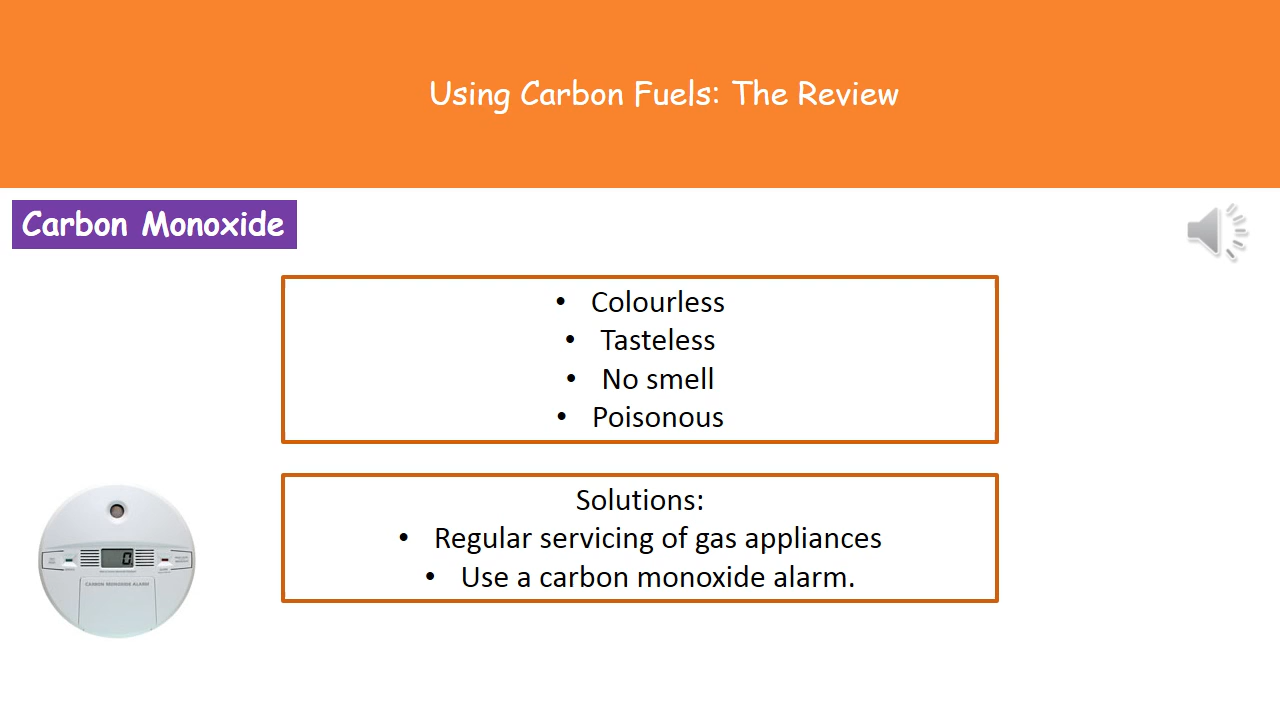 Using Carbon Fuels: The Review
Carbon Monoxide
• Colourless
• Tasteless
• No smell
• Poisonous
Solutions:
• Regular servicing of gas appliances
• Use a carbon monoxide alarm.
0
CARBON MONOXIDE ALARM